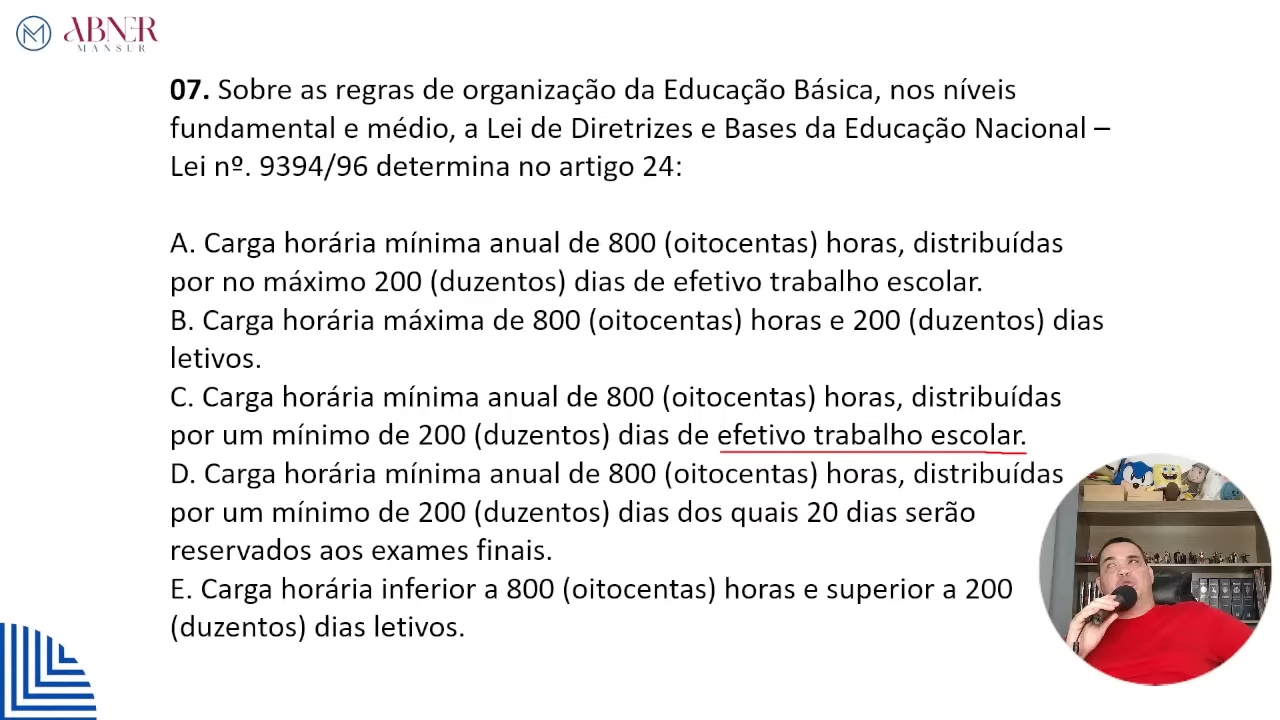 ABNER
MANSUR
07. Sobre as regras de organização da Educação Básica, nos níveis
fundamental e médio, a Lei de Diretrizes e Bases da Educação Nacional –
Lei nº. 9394/96 determina no artigo 24:
A. Carga horária mínima anual de 800 (oitocentas) horas, distribuídas
por no máximo 200 (duzentos) dias de efetivo trabalho escolar.
B. Carga horária máxima de 800 (oitocentas) horas e 200 (duzentos) dias
letivos.
C. Carga horária mínima anual de 800 (oitocentas) horas, distribuídas
por um mínimo de 200 (duzentos) dias de efetivo trabalho escolar.
D. Carga horária mínima anual de 800 (oitocentas) horas, distribuídas
por um mínimo de 200 (duzentos) dias dos quais 20 dias serão
reservados aos exames finais.
E. Carga horária inferior a 800 (oitocentas) horas e superior a 200
(duzentos) dias letivos.